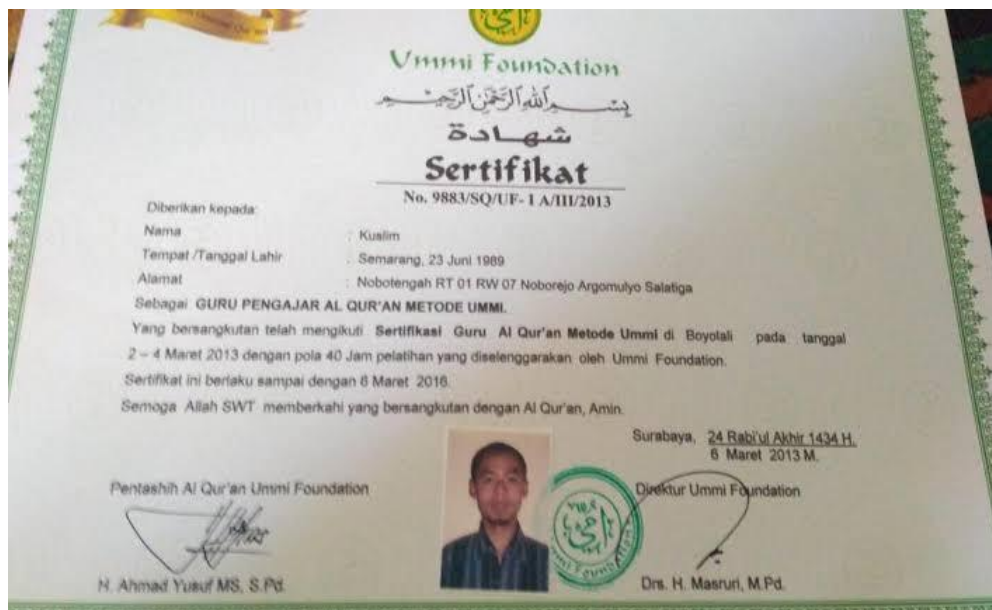 Ummi Foundation
بسم الله الرحمن الرحيم
شهادة
Sertifikat
No. 9883/SQ/UF- 1 A/III/2013
Diberikan kepada:
Nama : Kuslim
Tempat /Tanggal Lahir : Semarang, 23 Juni 1989
Alamat : Nobotengah RT 01 RW 07 Noborejo Argomulyo Salatiga
Sebagai GURU PENGAJAR AL QUR'AN METODE UMMI.
Yang bersangkutan telah mengikuti Sertifikasi Guru Al Qur'an Metode Ummi di Boyolali pada tanggal
2 – 4 Maret 2013 dengan pola 40 Jam pelatihan yang diselenggarakan oleh Ummi Foundation.
Sertifikat ini berlaku sampai dengan 6 Maret 2016.
Semoga Allah SWT memberkahi yang bersangkutan dengan Al Qur'an, Amin.
Surabaya, 24 Rabi'ul Akhir 1434 H.
6 Maret 2013 M.
Pentashih Al Qur'an Ummi Foundation
Direktur Ummi Foundation
H. Ahmad Yusuf MS, S.Pd.
Drs. H. Masruri, M.Pd.